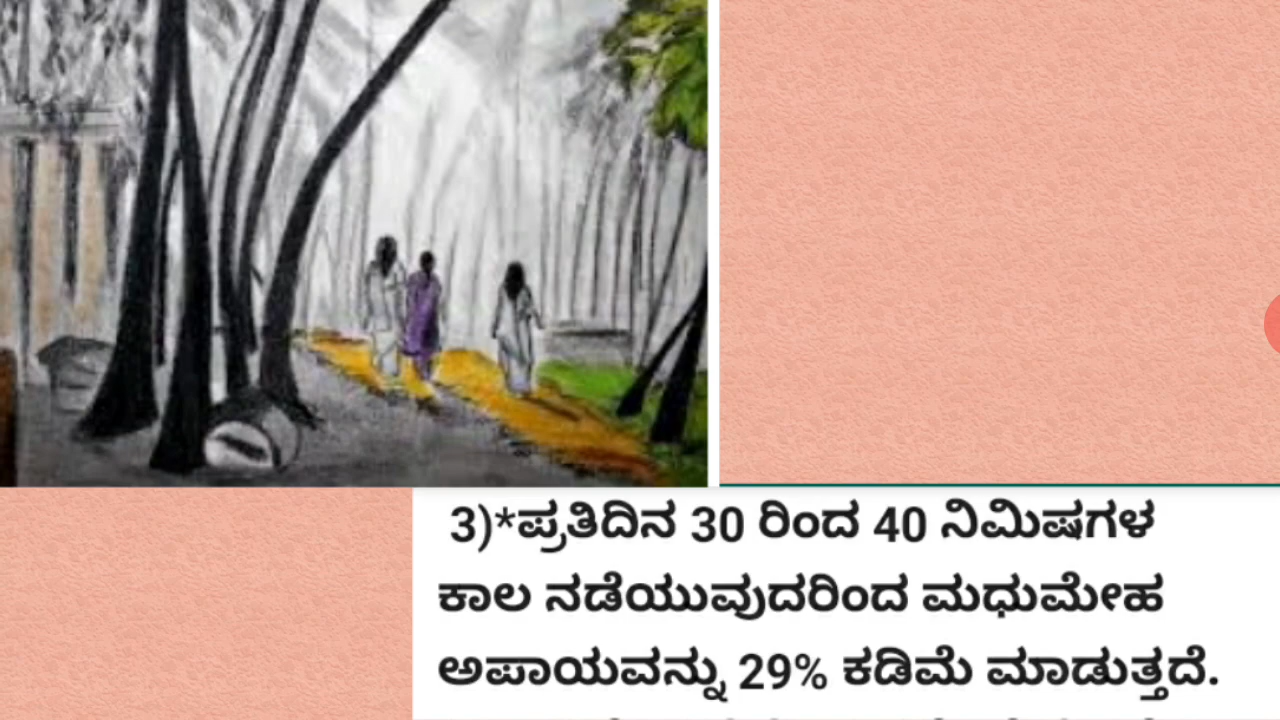 3)*ಪ್ರತಿದಿನ 30 ರಿಂದ 40 ನಿಮಿಷಗಳ
ಕಾಲ ನಡೆಯುವುದರಿಂದ ಮಧುಮೇಹ
ಅಪಾಯವನ್ನು 29% ಕಡಿಮೆ ಮಾಡುತ್ತದೆ.